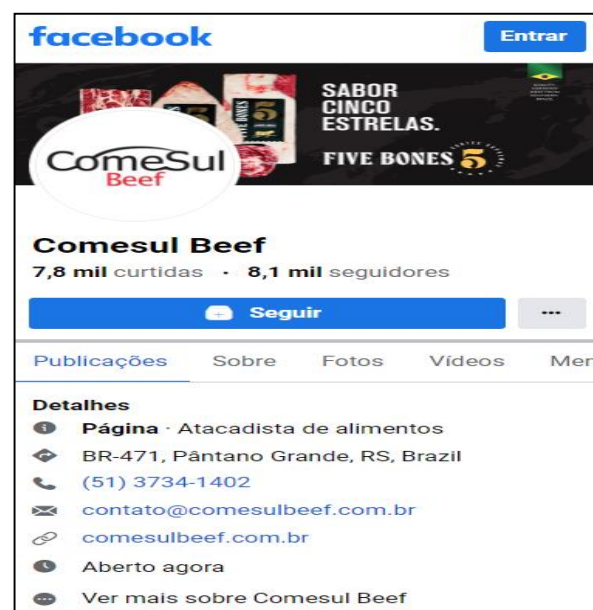 facebook
Entrar
SABOR
CINCO
ESTRELAS.
FIVE BONES 5
ComeSul
Beef
Comesul Beef
7,8 mil curtidas · 8,1 mil seguidores
Seguir
Publicações Sobre Fotos Vídeos Men
Detalhes
Página · Atacadista de alimentos
BR-471, Pântano Grande, RS, Brazil
(51) 3734-1402
contato@comesulbeef.com.br
comesulbeef.com.br
Aberto agora
Ver mais sobre Comesul Beef